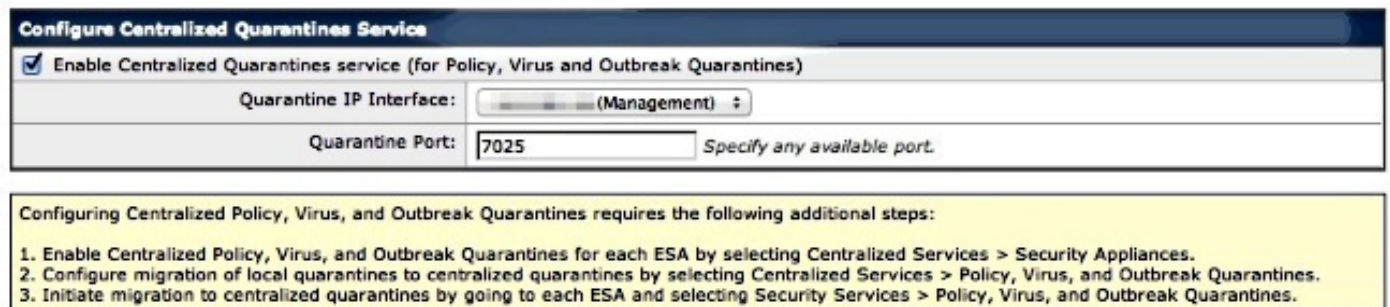 Configure Centralized Quarantines Service
Enable Centralized Quarantines service (for Policy, Virus and Outbreak Quarantines)
Quarantine IP Interface: (Management)
Quarantine Port: 7025 Specify any available port.
Configuring Centralized Policy, Virus, and Outbreak Quarantines requires the following additional steps:
1. Enable Centralized Policy, Virus, and Outbreak Quarantines for each ESA by selecting Centralized Services > Security Appliances.
2. Configure migration of local quarantines to centralized quarantines by selecting Centralized Services > Policy, Virus, and Outbreak Quarantines.
3. Initiate migration to centralized quarantines by going to each ESA and selecting Security Services > Policy, Virus, and Outbreak Quarantines.